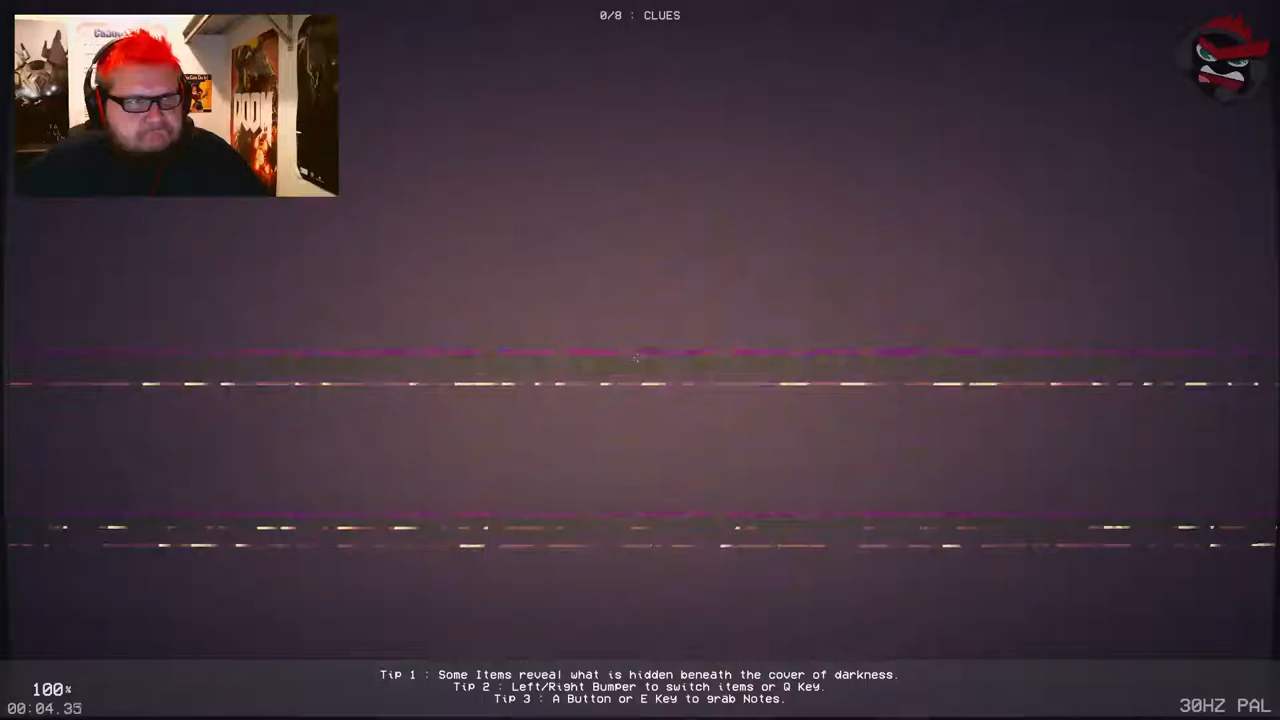 0/8 : CLUES
DOOM
Tip 1 : Some Items reveal what is hidden beneath the cover of darkness.
Tip 2 : Left/Right Bumper to switch items or Q Key.
Tip 3 : A Button or E Key to grab Notes.
100%
00:04.35
30HZ PAL